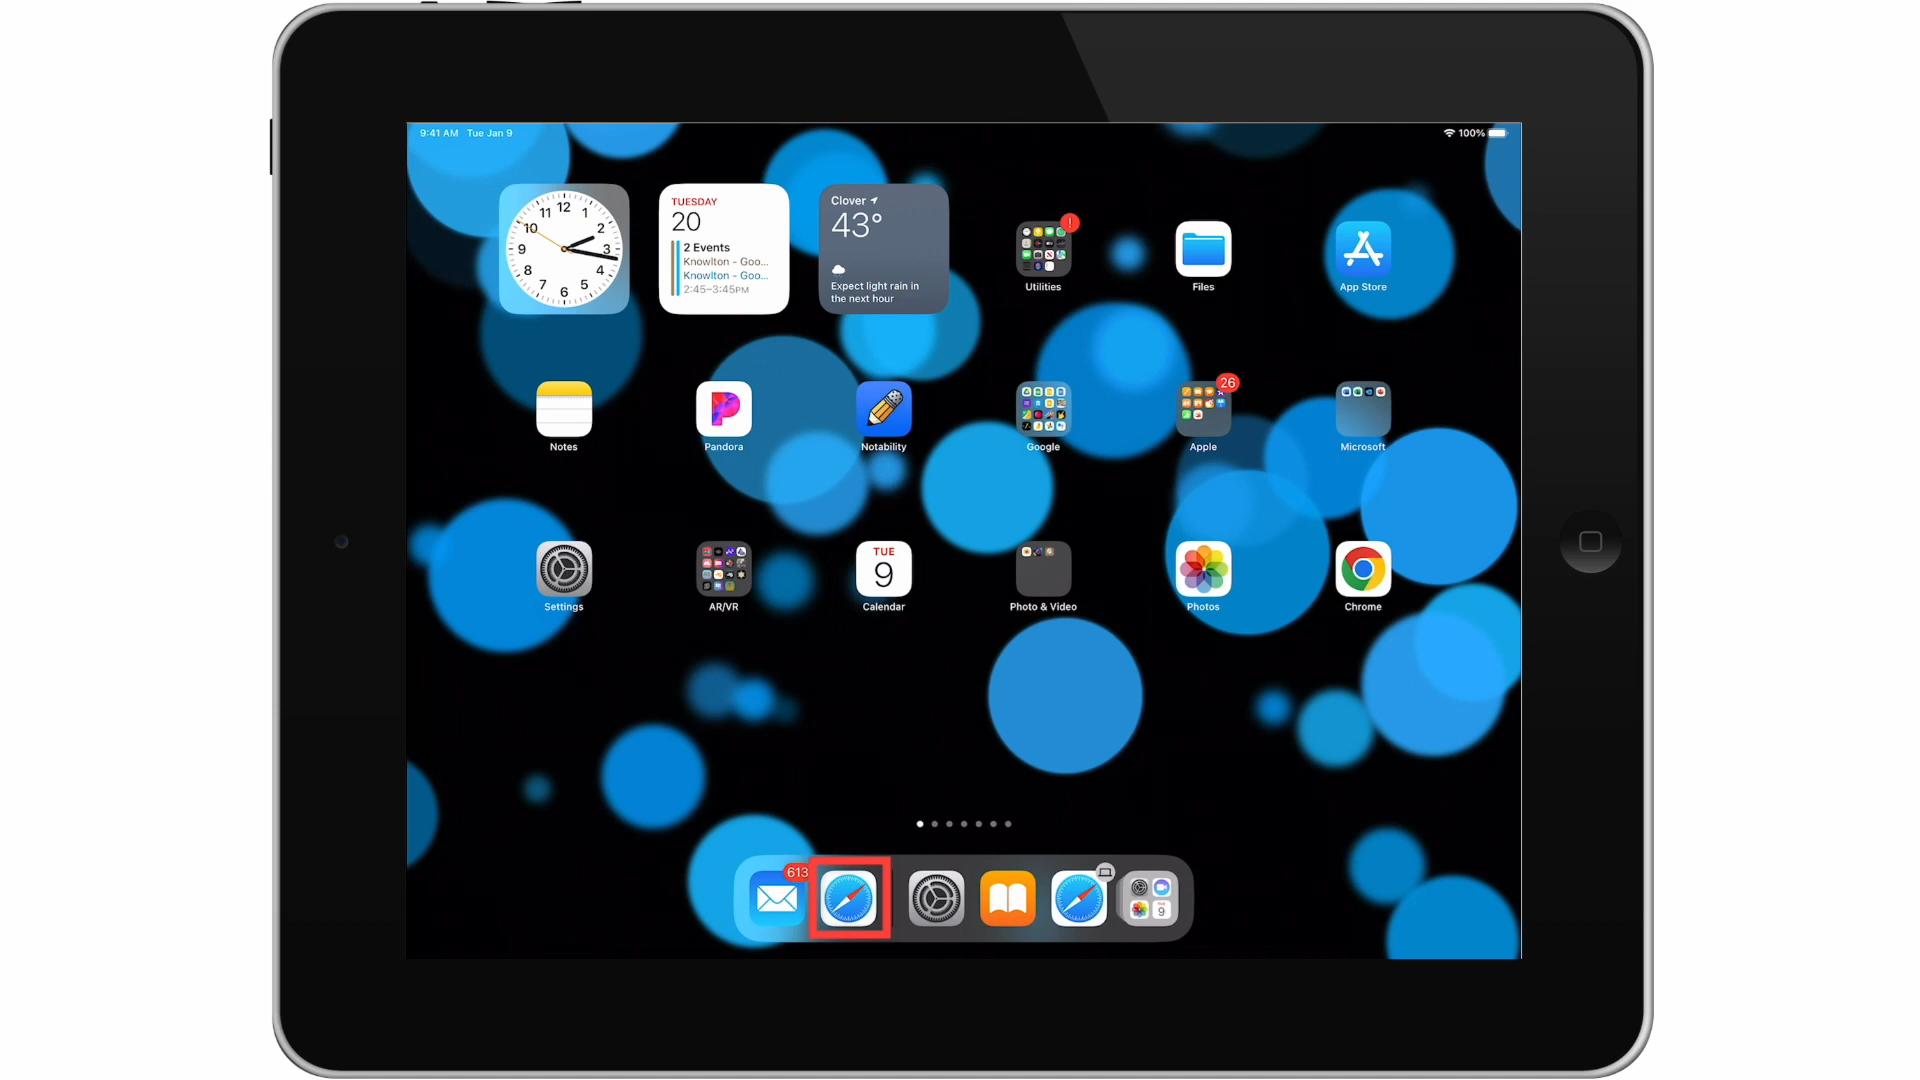 9:41 AM Tue Jan 9
100%
12
1
2
3
4
5
6
7
8
9
10
11
TUESDAY
20
2 Events
Knowlton - Goo...
Knowlton - Goo...
2:45–3:45PM
Clover
43°
Expect light rain in
the next hour
!
Utilities
Files
App Store
Notes
Pandora
Notability
Google
26
Apple
Microsoft
Settings
AR/VR
TUE
9
Calendar
Photo & Video
Photos
Chrome
613
9